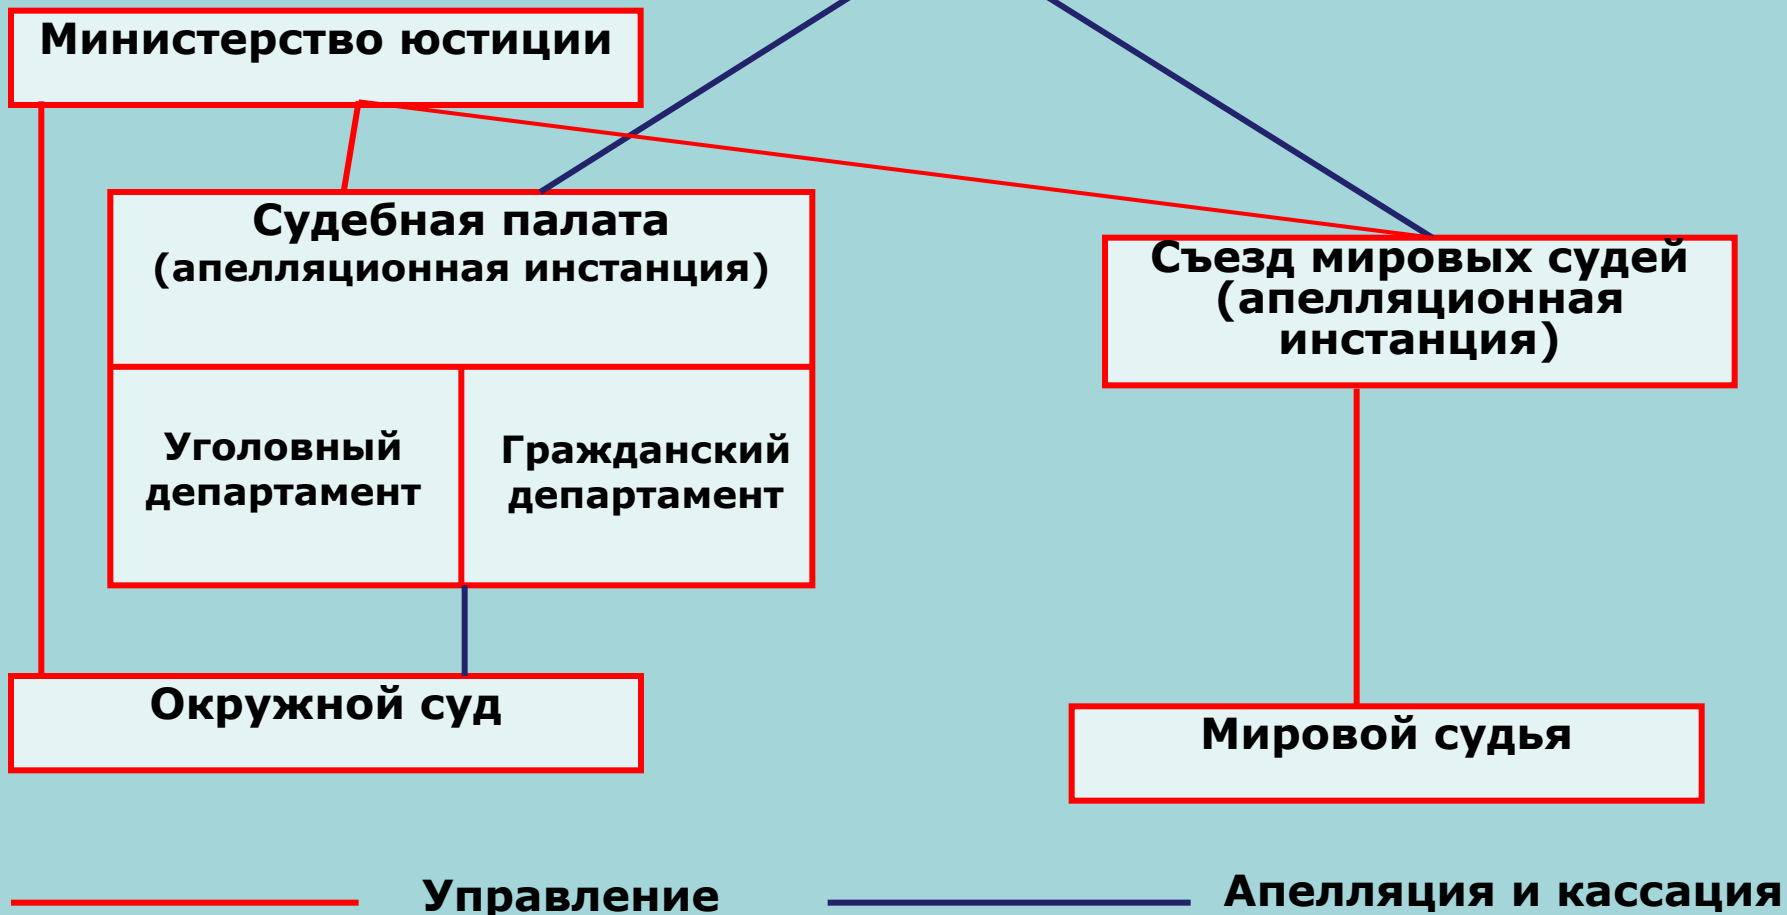 Министерство юстиции
Судебная палата
(апелляционная инстанция)
Съезд мировых судей
(апелляционная
инстанция)
Уголовный
департамент
Гражданский
департамент
Окружной суд
Мировой судья
Управление
Апелляция и кассация